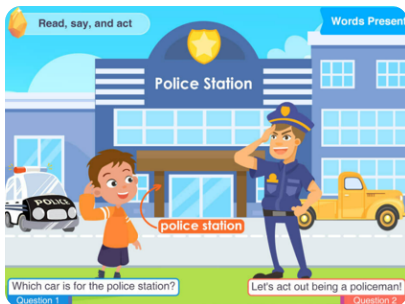 Read, say, and act
Words Present
Police Station
POLICE
police station
Which car is for the police station?
Let's act out being a policeman!
Question 1
Question 2